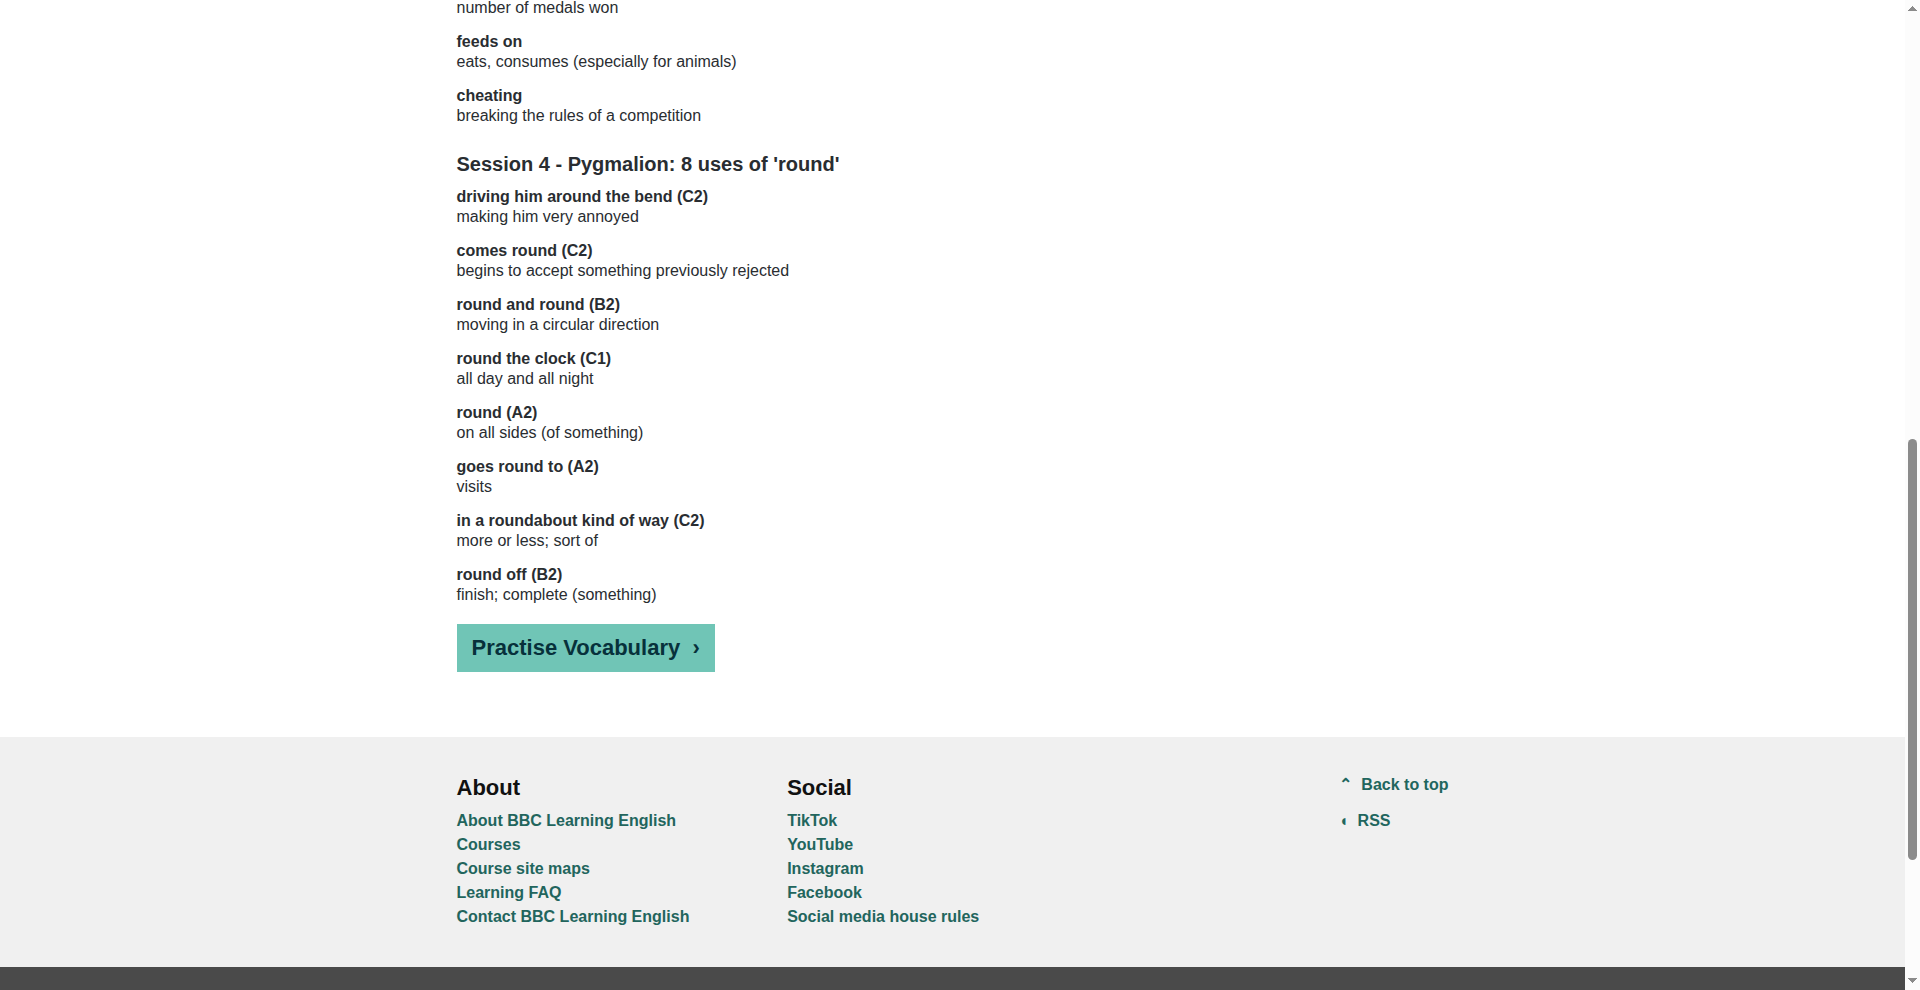 number of medals won
feeds on
eats, consumes (especially for animals)
cheating
breaking the rules of a competition
Session 4 - Pygmalion: 8 uses of 'round'
driving him around the bend (C2)
making him very annoyed
comes round (C2)
begins to accept something previously rejected
round and round (B2)
moving in a circular direction
round the clock (C1)
all day and all night
round (A2)
on all sides (of something)
goes round to (A2)
visits
in a roundabout kind of way (C2)
more or less; sort of
round off (B2)
finish; complete (something)
Practise Vocabulary ›
About
About BBC Learning English
Courses
Course site maps
Learning FAQ
Contact BBC Learning English
Social
TikTok
YouTube
Instagram
Facebook
Social media house rules
Back to top
RSS